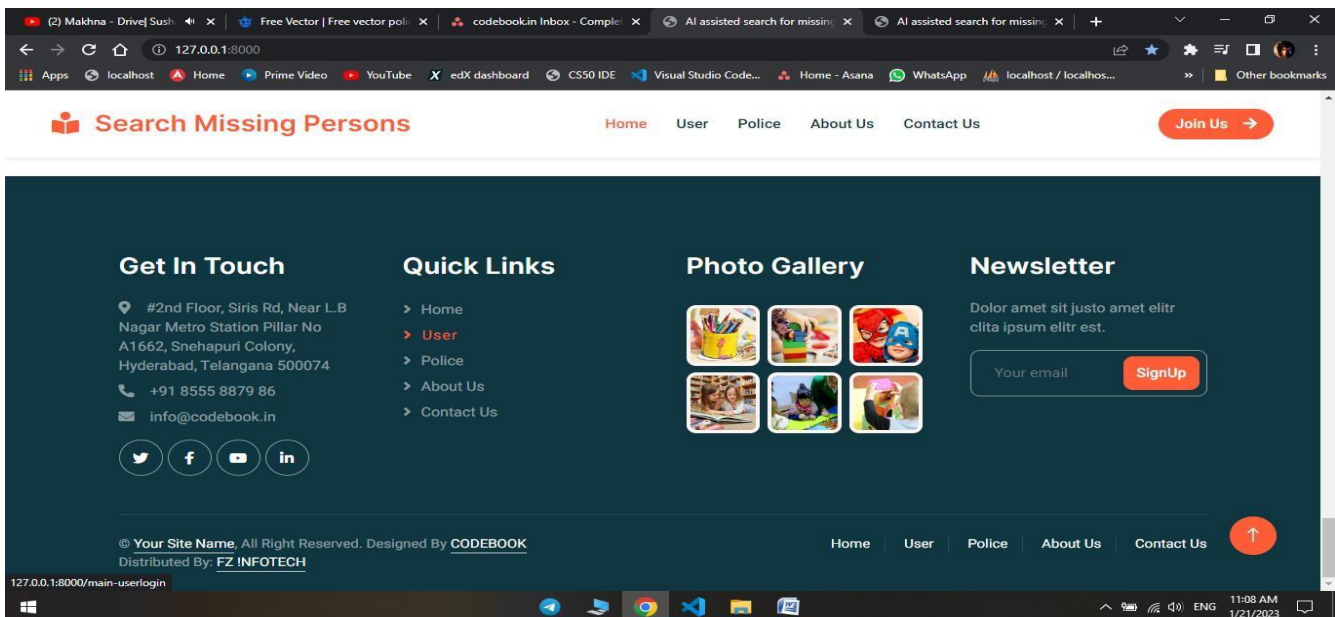 (2) Makhna - Drive| Sush
Free Vector | Free vector poli
codebook.in Inbox - Complet
AI assisted search for missing
AI assisted search for missing
127.0.0.1:8000
Apps localhost Home Prime Video YouTube edX dashboard CS50 IDE Visual Studio Code... Home - Asana WhatsApp localhost / localhos... » Other bookmarks
Search Missing Persons
Home User Police About Us Contact Us
Join Us →
Get In Touch
#2nd Floor, Siris Rd, Near L.B
Nagar Metro Station Pillar No
A1662, Snehapuri Colony,
Hyderabad, Telangana 500074
+91 8555 8879 86
info@codebook.in
Quick Links
> Home
> User
> Police
> About Us
> Contact Us
Photo Gallery
Newsletter
Dolor amet sit justo amet elitr
clita ipsum elitr est.
Your email SignUp
© Your Site Name, All Right Reserved. Designed By CODEBOOK
Distributed By: FZ !NFOTECH
Home User Police About Us Contact Us
127.0.0.1:8000/main-userlogin
ENG
11:08 AM
1/21/2023